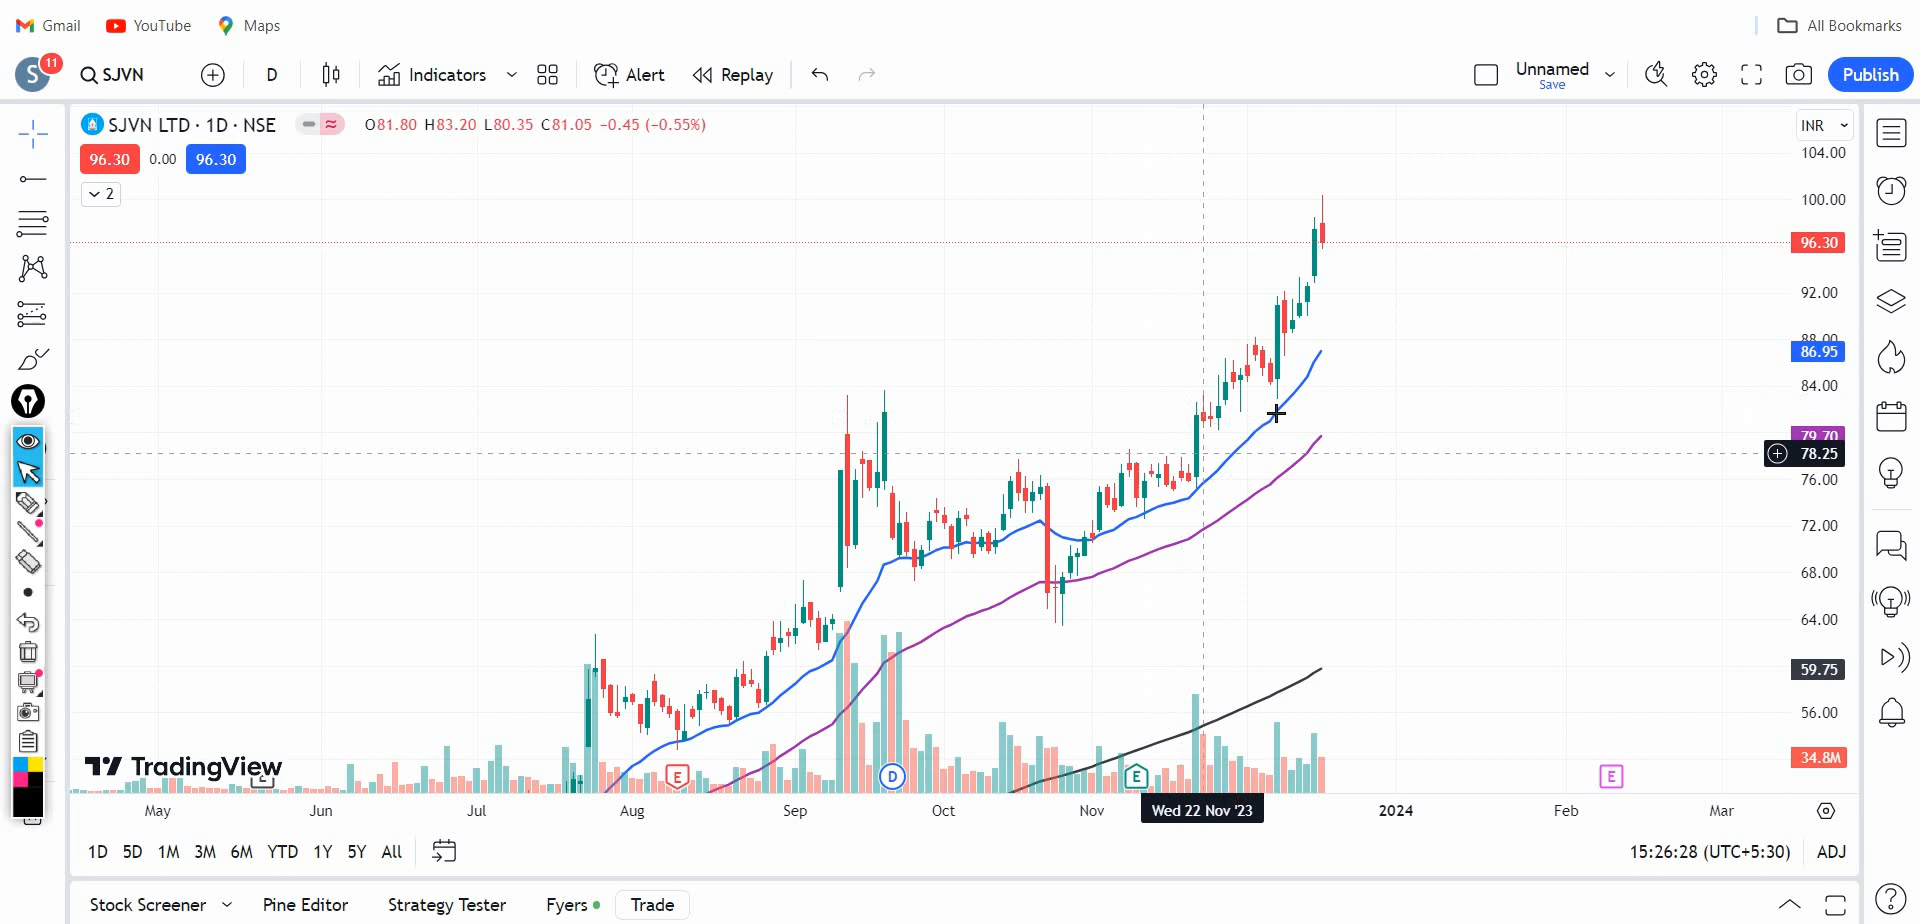 Gmail YouTube Maps All Bookmarks
S 11 SJVN D Indicators Alert Replay Unnamed Save Publish
SJVN LTD · 1D · NSE O81.80 H83.20 L80.35 C81.05 −0.45 (−0.55%) INR
96.30 0.00 96.30
2
104.00
100.00
96.30
92.00
88.00
86.95
84.00
79.70
78.25
76.00
72.00
68.00
64.00
59.75
56.00
34.8M
TradingView
E E D E E
May Jun Jul Aug Sep Oct Nov Wed 22 Nov '23 2024 Feb Mar
1D 5D 1M 3M 6M YTD 1Y 5Y All 15:26:28 (UTC+5:30) ADJ
Stock Screener Pine Editor Strategy Tester Fyers Trade